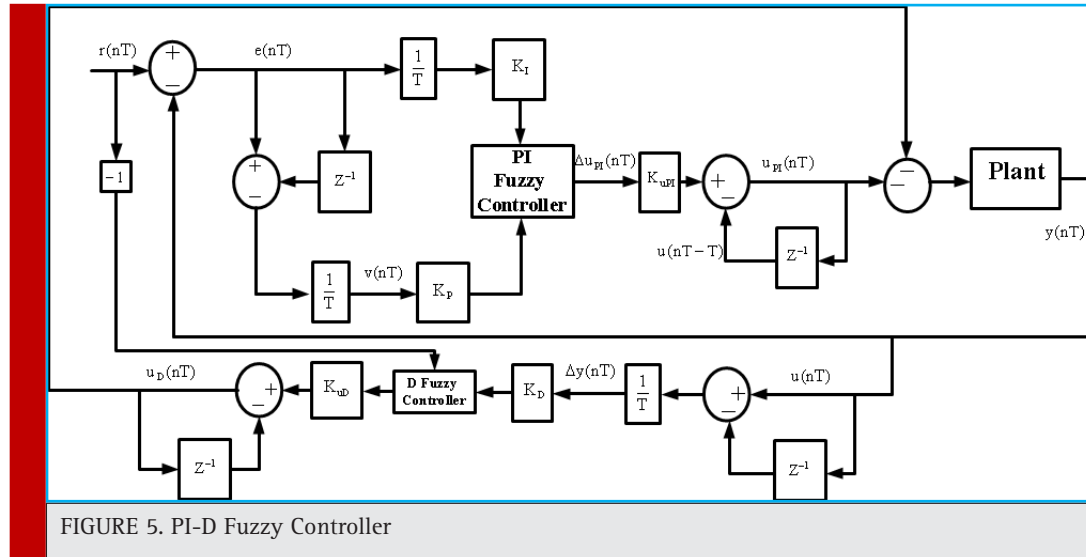 r(nT)
+
−
e(nT)
1
T
K_I
-1
+
−
Z⁻¹
PI
Fuzzy
Controller
Δu_PI(nT)
K_uPI
+
−
u_PI(nT)
−
−
Plant
y(nT)
u(nT−T)
Z⁻¹
1
T
v(nT)
K_P
u_D(nT)
+
−
K_uD
D Fuzzy
Controller
K_D
Δy(nT)
1
T
+
−
u(nT)
Z⁻¹
Z⁻¹
FIGURE 5. PI-D Fuzzy Controller